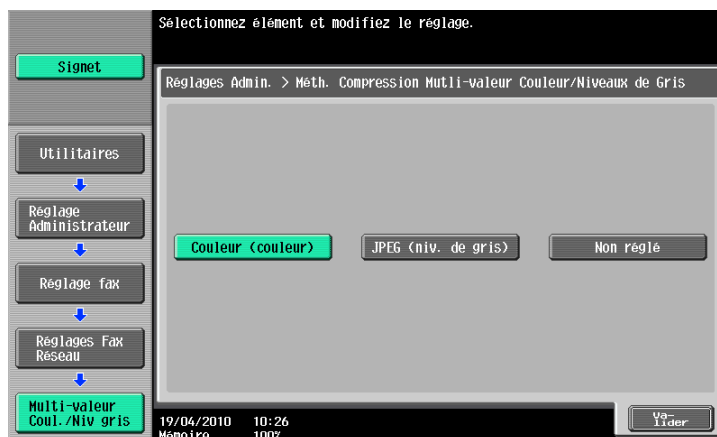 Sélectionnez élément et modifiez le réglage.
Signet
Réglages Admin. > Méth. Compression Mutli-valeur Couleur/Niveaux de Gris
Utilitaires
Réglage
Administrateur
Réglage fax
Réglages Fax
Réseau
Multi-valeur
Coul./Niv gris
Couleur (couleur)
JPEG (niv. de gris)
Non réglé
19/04/2010 10:26
Mémoire 100%
Va-
lider